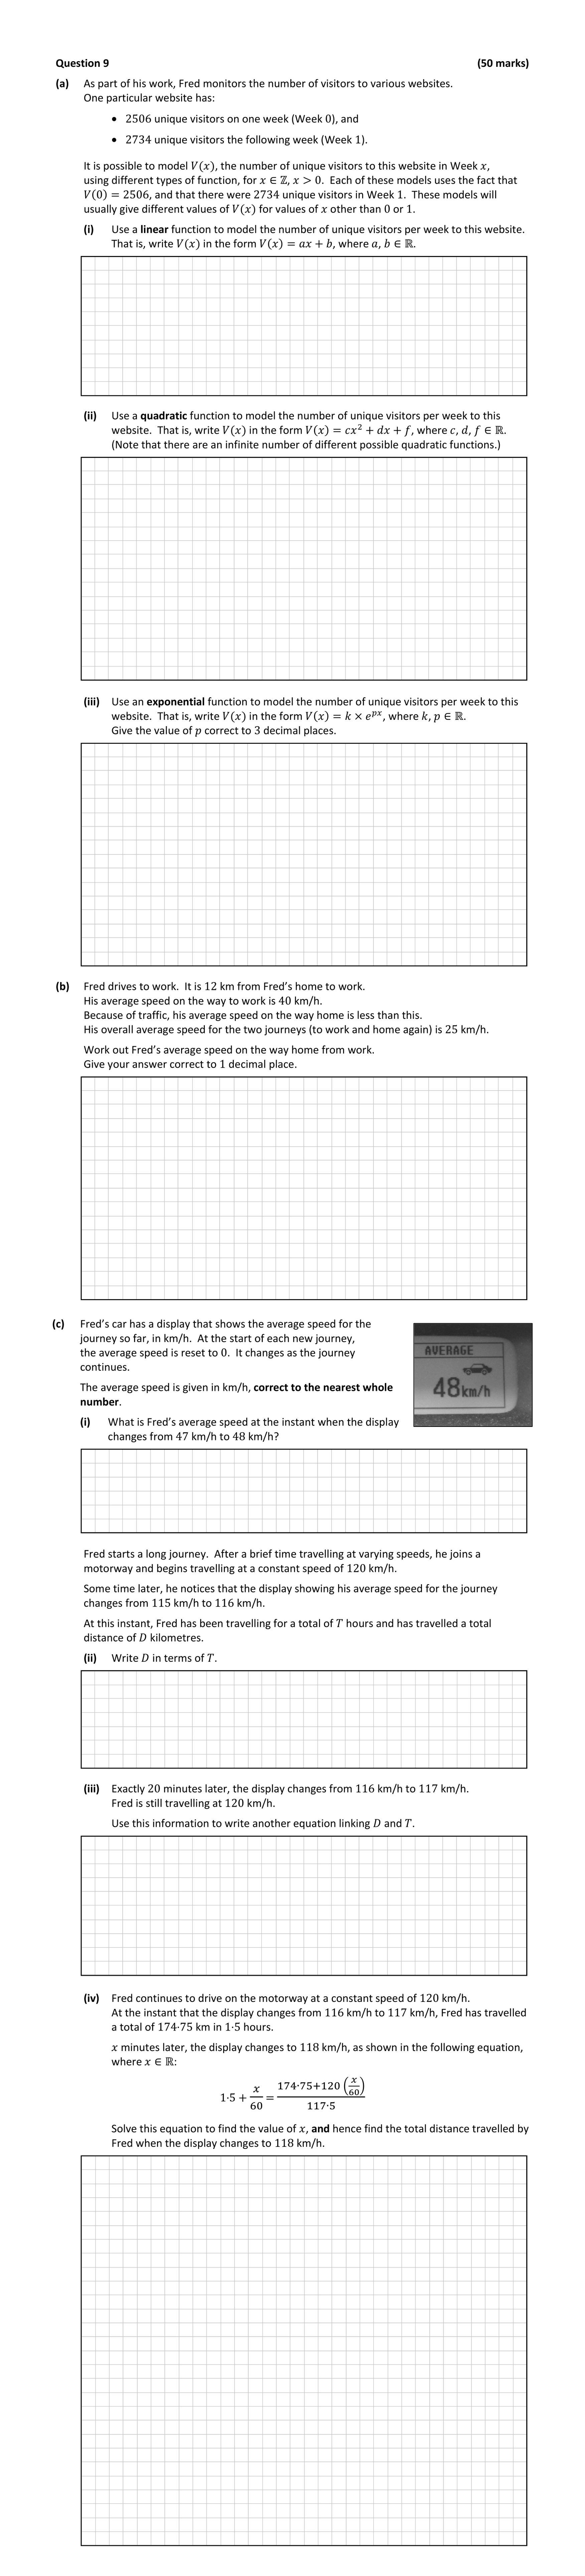 Question 9 (50 marks)
(a) As part of his work, Fred monitors the number of visitors to various websites.
One particular website has:
• 2506 unique visitors on one week (Week 0), and
• 2734 unique visitors the following week (Week 1).
It is possible to model V(x), the number of unique visitors to this website in Week x,
using different types of function, for x ∈ ℤ, x > 0. Each of these models uses the fact that
V(0) = 2506, and that there were 2734 unique visitors in Week 1. These models will
usually give different values of V(x) for values of x other than 0 or 1.
(i) Use a linear function to model the number of unique visitors per week to this website.
That is, write V(x) in the form V(x) = ax + b, where a, b ∈ ℝ.
(ii) Use a quadratic function to model the number of unique visitors per week to this
website. That is, write V(x) in the form V(x) = cx² + dx + f, where c, d, f ∈ ℝ.
(Note that there are an infinite number of different possible quadratic functions.)
(iii) Use an exponential function to model the number of unique visitors per week to this
website. That is, write V(x) in the form V(x) = k × e^{px}, where k, p ∈ ℝ.
Give the value of p correct to 3 decimal places.
(b) Fred drives to work. It is 12 km from Fred's home to work.
His average speed on the way to work is 40 km/h.
Because of traffic, his average speed on the way home is less than this.
His overall average speed for the two journeys (to work and home again) is 25 km/h.
Work out Fred's average speed on the way home from work.
Give your answer correct to 1 decimal place.
(c) Fred's car has a display that shows the average speed for the
journey so far, in km/h. At the start of each new journey,
the average speed is reset to 0. It changes as the journey
continues.
The average speed is given in km/h, correct to the nearest whole
number.
AVERAGE
48km/h
(i) What is Fred's average speed at the instant when the display
changes from 47 km/h to 48 km/h?
Fred starts a long journey. After a brief time travelling at varying speeds, he joins a
motorway and begins travelling at a constant speed of 120 km/h.
Some time later, he notices that the display showing his average speed for the journey
changes from 115 km/h to 116 km/h.
At this instant, Fred has been travelling for a total of T hours and has travelled a total
distance of D kilometres.
(ii) Write D in terms of T.
(iii) Exactly 20 minutes later, the display changes from 116 km/h to 117 km/h.
Fred is still travelling at 120 km/h.
Use this information to write another equation linking D and T.
(iv) Fred continues to drive on the motorway at a constant speed of 120 km/h.
At the instant that the display changes from 116 km/h to 117 km/h, Fred has travelled
a total of 174·75 km in 1·5 hours.
x minutes later, the display changes to 118 km/h, as shown in the following equation,
where x ∈ ℝ:
1·5 + x/60 = (174·75+120 (x/60))/117·5
Solve this equation to find the value of x, and hence find the total distance travelled by
Fred when the display changes to 118 km/h.